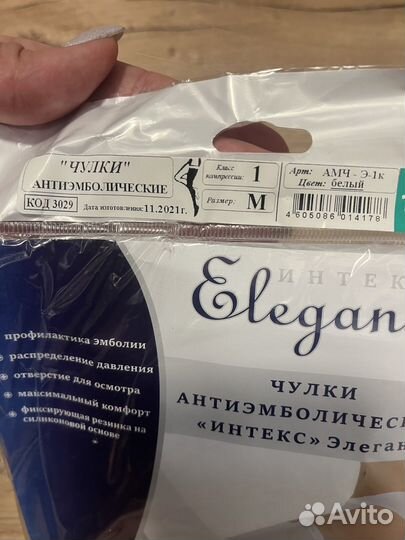 "ЧУЛКИ"
АНТИЭМБОЛИЧЕСКИЕ
КОД 3029 Дата изготовления: 11.2021г.
Класс компрессии: 1
Размер: M
Арт: АМЧ - Э-1к
Цвет: белый
4 605086 014178
ИНТЕК
Elegan
профилактика эмболии
распределение давления
отверстие для осмотра
максимальный комфорт
фиксирующая резинка на
силиконовой основе
ЧУЛКИ
АНТИЭМБОЛИЧЕС
«ИНТЕКС» Элеган
Avito